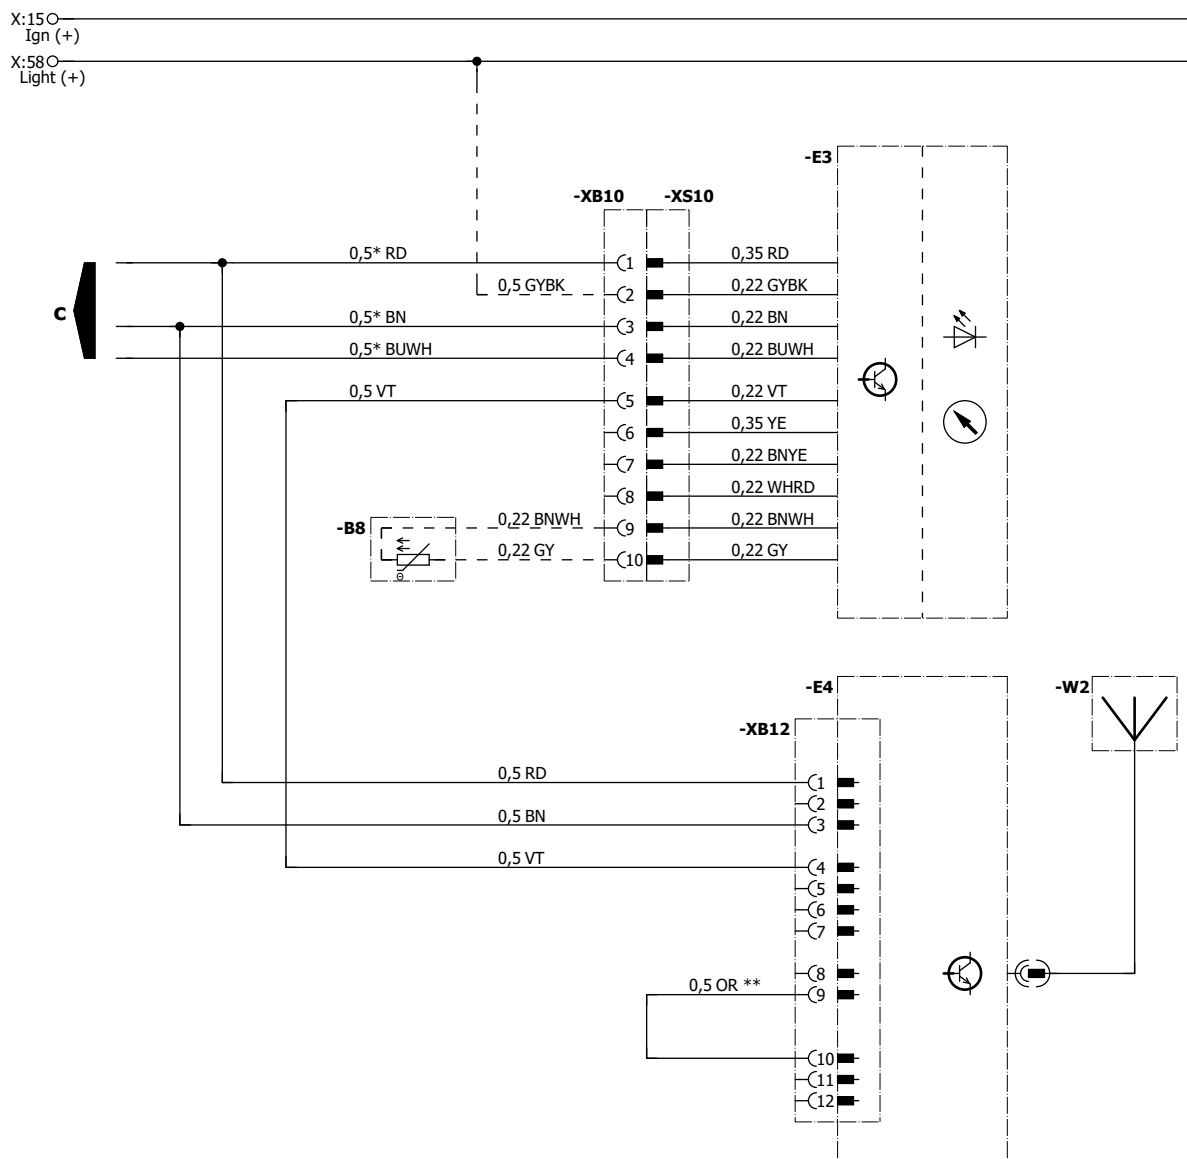 X:15
Ign (+)
X:58
Light (+)
-E3
-XB10 -XS10
0,5* RD 1 0,35 RD
0,5 GYBK 2 0,22 GYBK
C
0,5* BN 3 0,22 BN
0,5* BUWH 4 0,22 BUWH
0,5 VT 5 0,22 VT
6 0,35 YE
7 0,22 BNYE
8 0,22 WHRD
-B8 0,22 BNWH 9 0,22 BNWH
0,22 GY 10 0,22 GY
-E4 -W2
-XB12
0,5 RD 1
2
0,5 BN 3
0,5 VT 4
5
6
7
8
0,5 OR ** 9
10
11
12